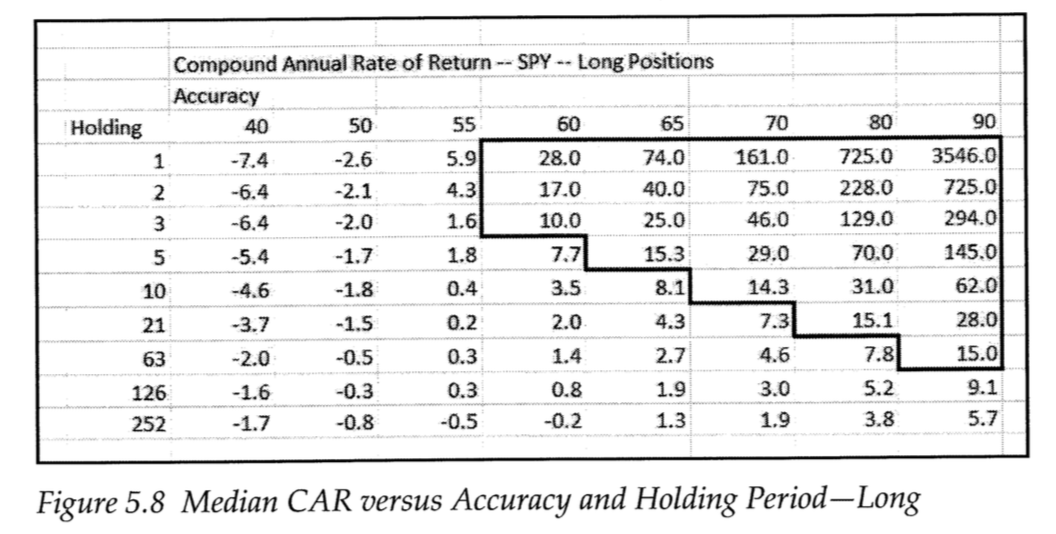 Compound Annual Rate of Return -- SPY -- Long Positions
Accuracy
Holding 40 50 55 60 65 70 80 90
1 -7.4 -2.6 5.9 28.0 74.0 161.0 725.0 3546.0
2 -6.4 -2.1 4.3 17.0 40.0 75.0 228.0 725.0
3 -6.4 -2.0 1.6 10.0 25.0 46.0 129.0 294.0
5 -5.4 -1.7 1.8 7.7 15.3 29.0 70.0 145.0
10 -4.6 -1.8 0.4 3.5 8.1 14.3 31.0 62.0
21 -3.7 -1.5 0.2 2.0 4.3 7.3 15.1 28.0
63 -2.0 -0.5 0.3 1.4 2.7 4.6 7.8 15.0
126 -1.6 -0.3 0.3 0.8 1.9 3.0 5.2 9.1
252 -1.7 -0.8 -0.5 -0.2 1.3 1.9 3.8 5.7
Figure 5.8 Median CAR versus Accuracy and Holding Period—Long